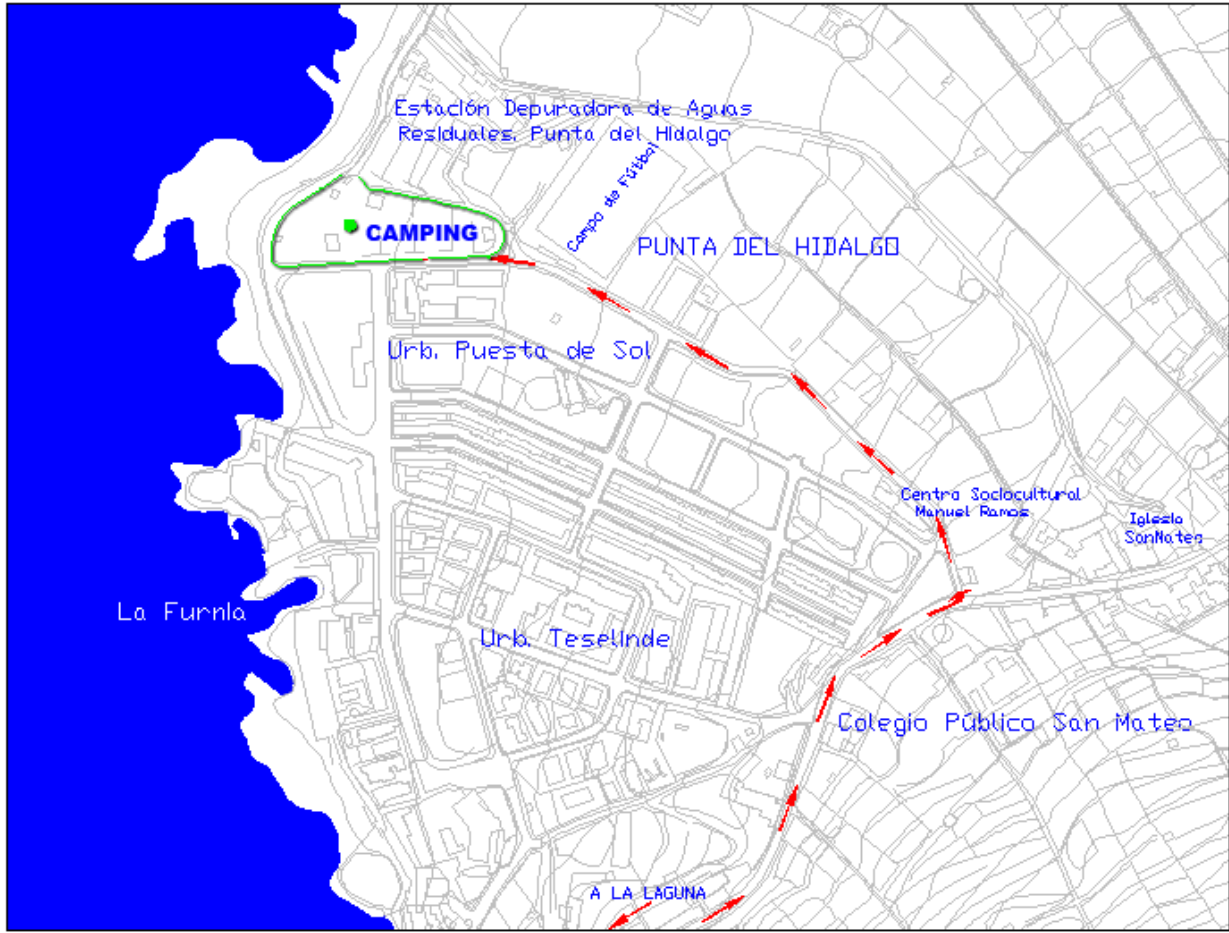 Estación Depuradora de Aguas
Residuales. Punta del Hidalgo
Campo de Fútbol
CAMPING
PUNTA DEL HIDALGO
Urb. Puesta de Sol
Centro Sociocultural
Manuel Ramos
Iglesia
SanMateo
La Furnia
Urb. Teselinde
Colegio Público San Mateo
A LA LAGUNA